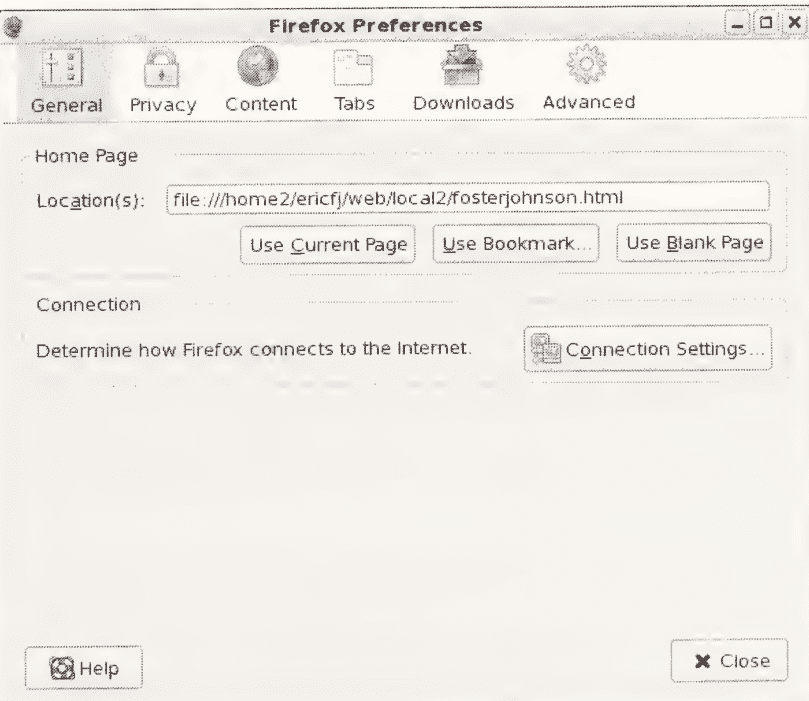 Firefox Preferences
General Privacy Content Tabs Downloads Advanced
Home Page
Location(s): file:///home2/ericfj/web/local2/fosterjohnson.html
Use Current Page Use Bookmark... Use Blank Page
Connection
Determine how Firefox connects to the Internet. Connection Settings...
Help Close